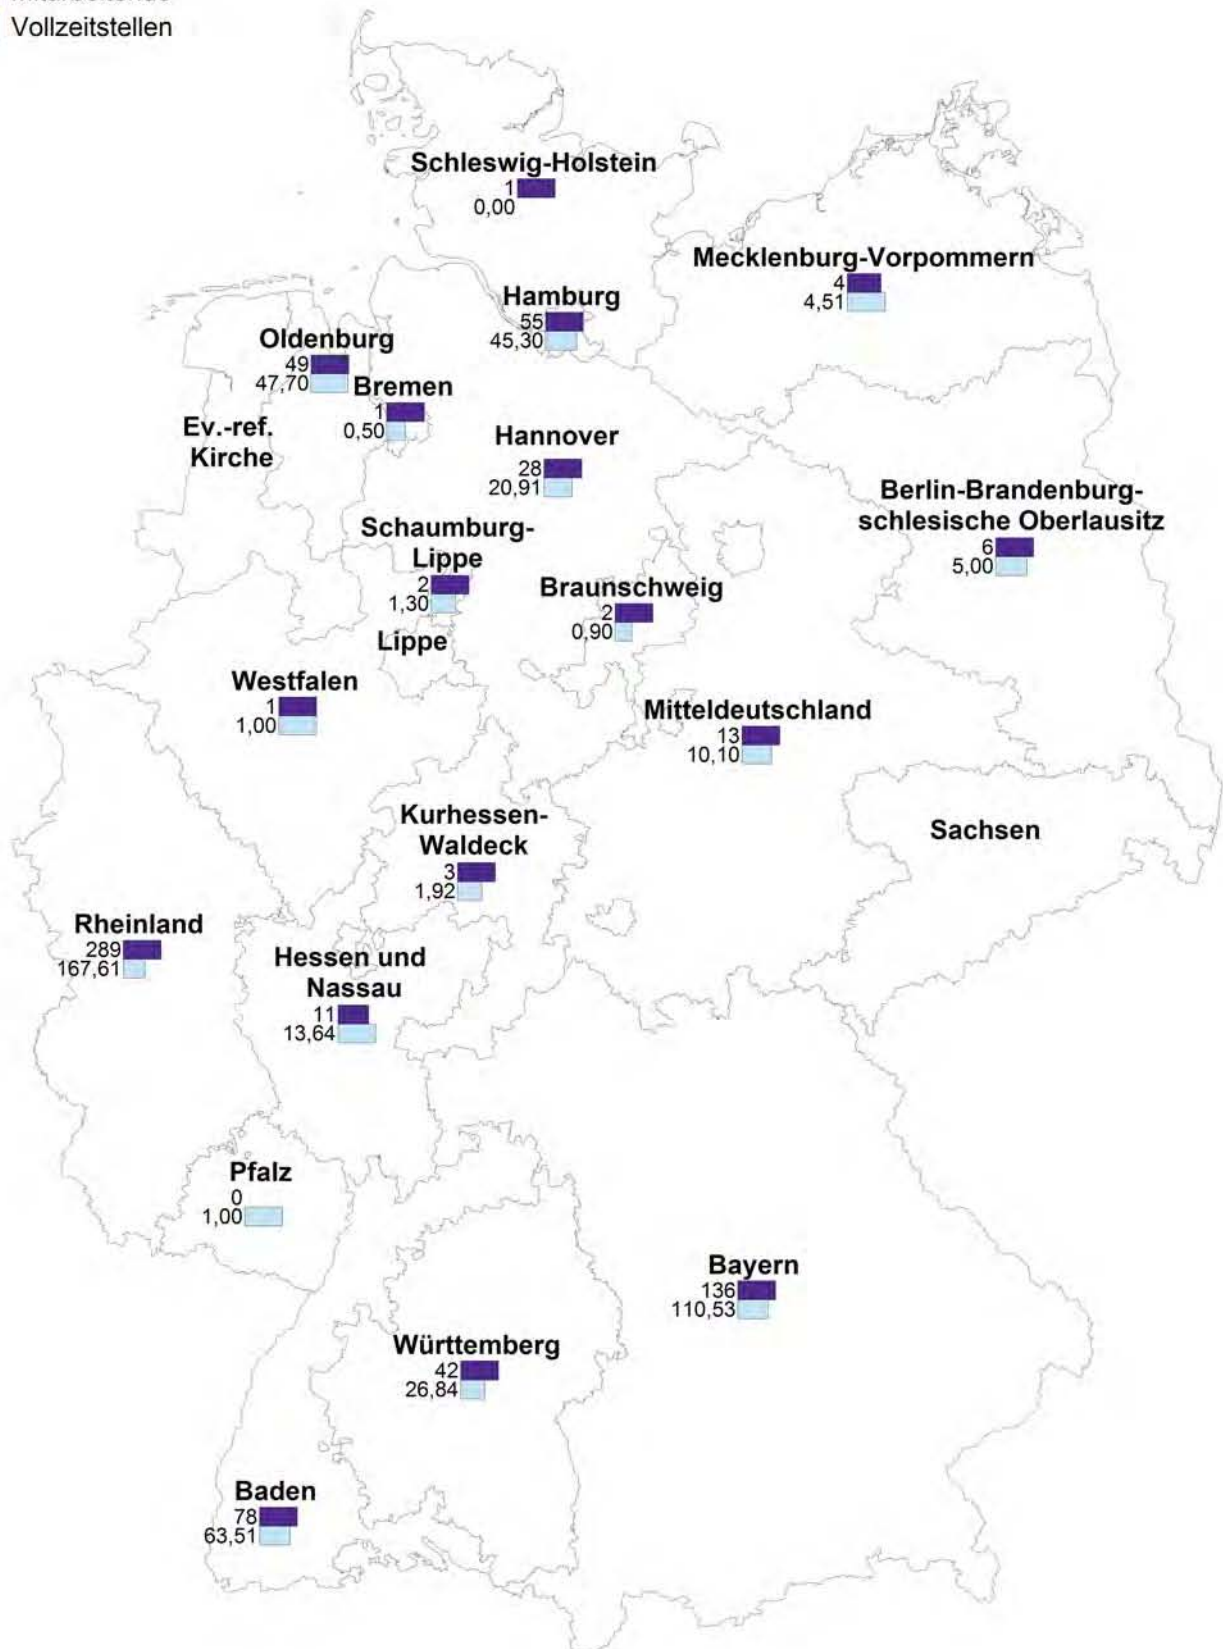 Vollzeitstellen
Schleswig-Holstein
1
0,00
Mecklenburg-Vorpommern
4
4,51
Hamburg
55
45,30
Oldenburg
49
47,70
Bremen
1
0,50
Ev.-ref.
Kirche
Hannover
28
20,91
Berlin-Brandenburg-
schlesische Oberlausitz
6
5,00
Schaumburg-
Lippe
2
1,30
Braunschweig
2
0,90
Lippe
Westfalen
1
1,00
Mitteldeutschland
13
10,10
Kurhessen-
Waldeck
3
1,92
Sachsen
Rheinland
289
167,61
Hessen und
Nassau
11
13,64
Pfalz
0
1,00
Bayern
136
110,53
Württemberg
42
26,84
Baden
78
63,51